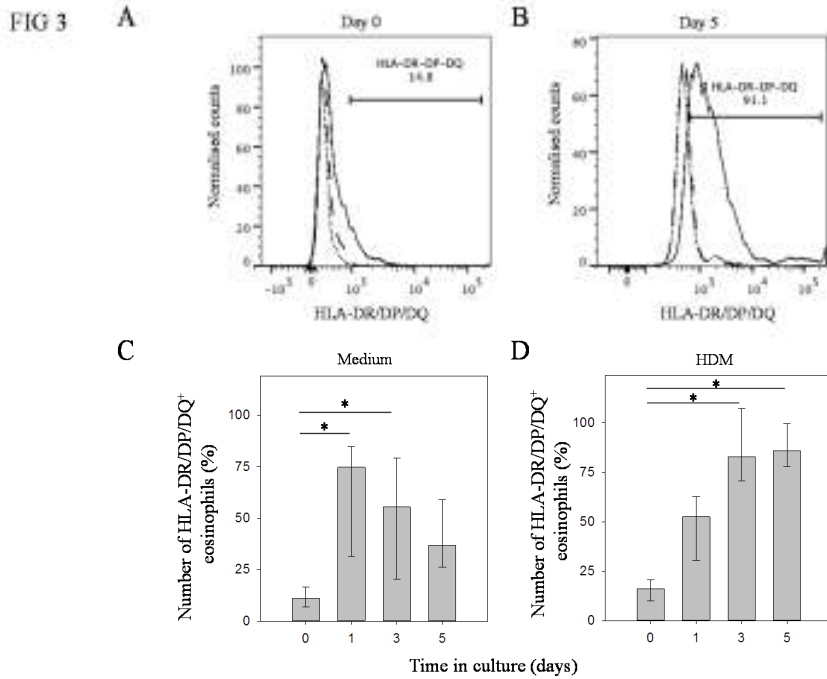 FIG 3
A
Day 0
HLA-DR-DP-DQ
14.8
100
80
60
40
20
0
Normalised counts
-10³
0
10³
10⁴
10⁵
HLA-DR/DP/DQ
B
Day 5
HLA-DR-DP-DQ
91.1
80
60
40
20
0
Normalised counts
0
10³
10⁴
10⁵
HLA-DR/DP/DQ
C
Medium
*
*
100
75
50
25
0
Number of HLA-DR/DP/DQ⁺
eosinophils (%)
0 1 3 5
D
HDM
*
*
100
75
50
25
0
Number of HLA-DR/DP/DQ⁺
eosinophils (%)
0 1 3 5
Time in culture (days)